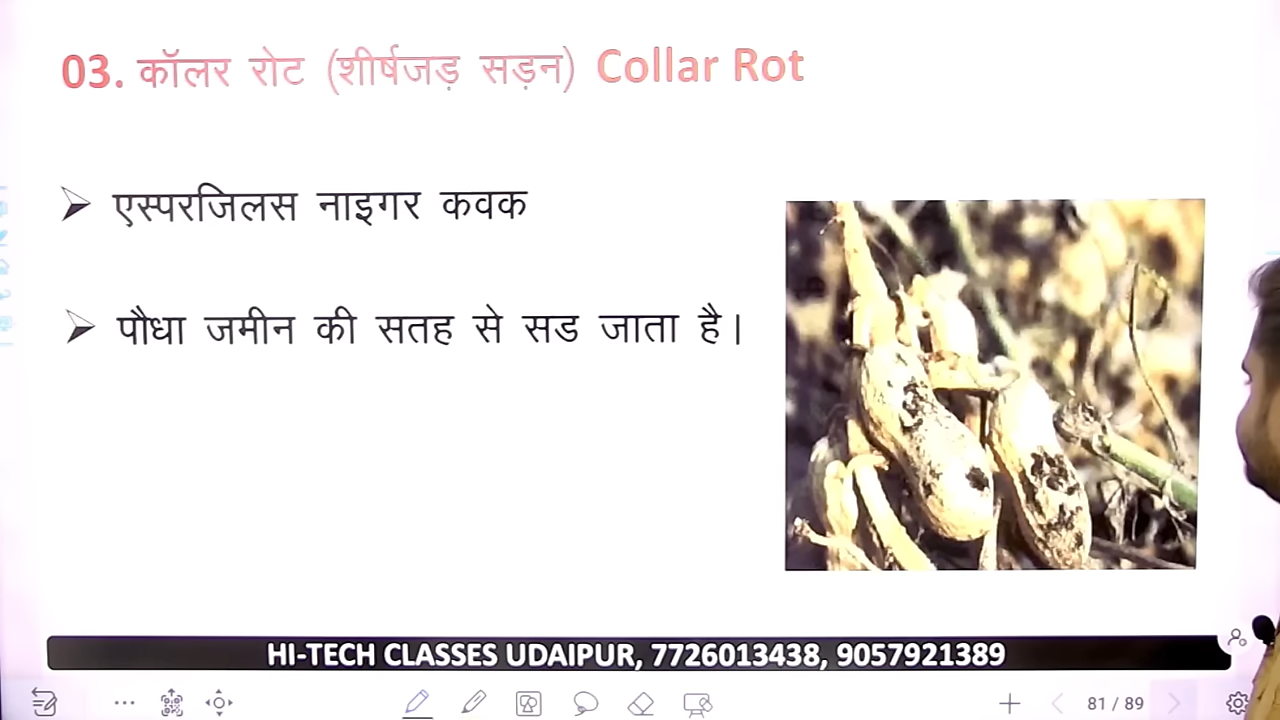 03. कॉलर रोट (शीर्षजड़ सड़न) Collar Rot
एस्परजिलस नाइगर कवक
पौधा जमीन की सतह से सड जाता है।
HI-TECH CLASSES UDAIPUR, 7726013438, 9057921389
81 / 89